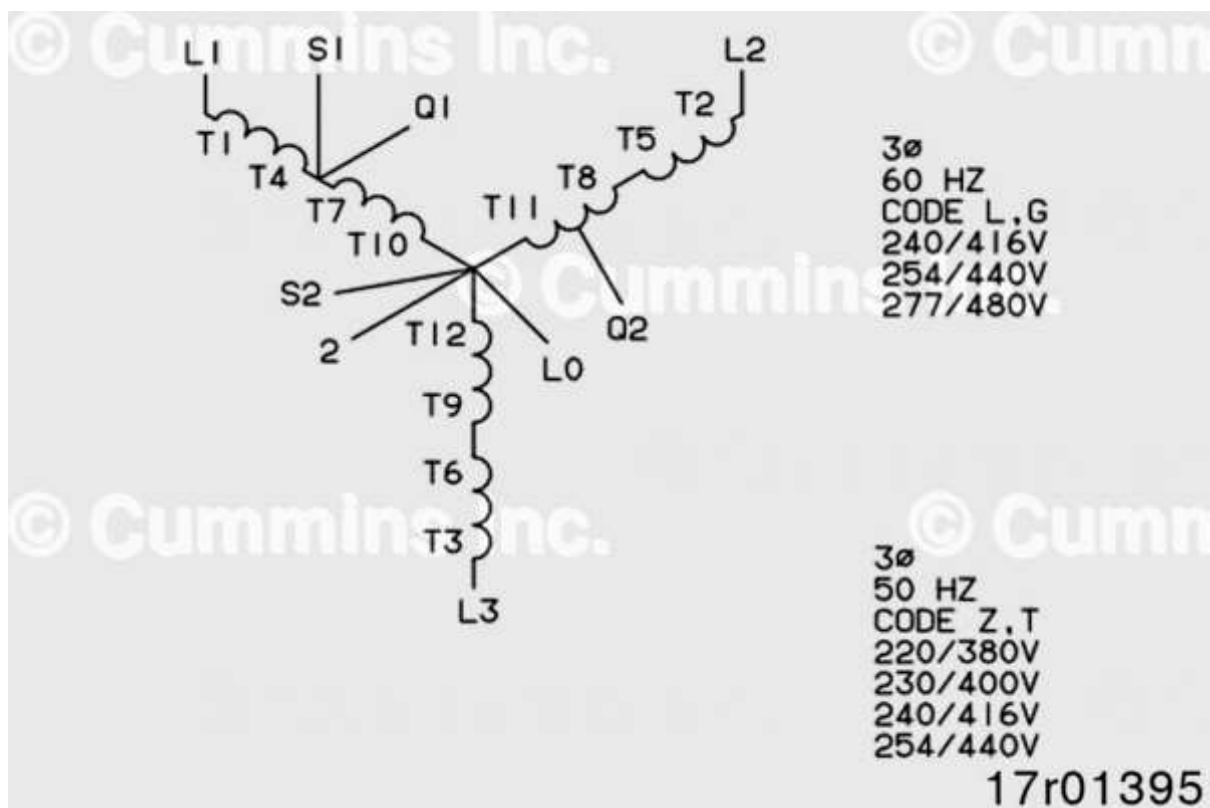 © Cummins Inc.
© Cumm
L1
S1
Q1
L2
T1
T4
T7
T10
T2
T5
T8
T11
3ø
60 HZ
CODE L,G
240/416V
254/440V
277/480V
© Cummins Inc.
S2
2
T12
L0
Q2
T9
T6
T3
L3
© Cummins Inc.
© Cumm
3ø
50 HZ
CODE Z,T
220/380V
230/400V
240/416V
254/440V
17r01395